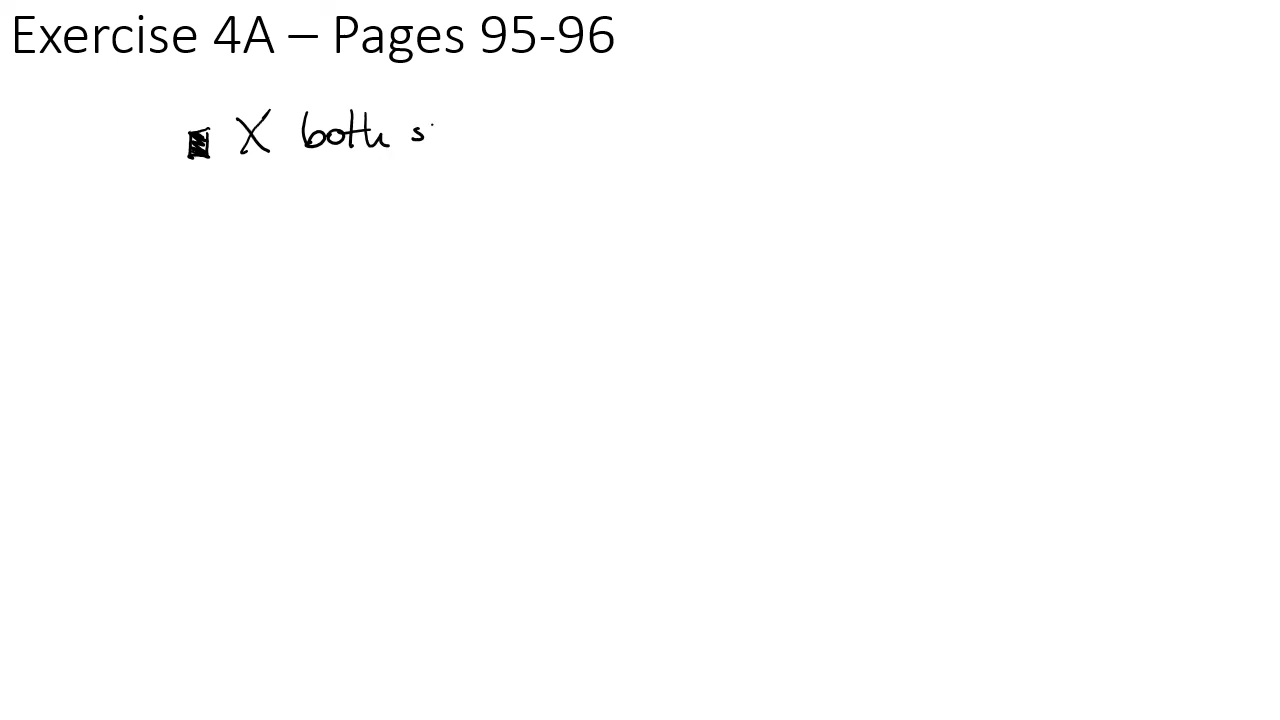 Exercise 4A – Pages 95-96
X both s